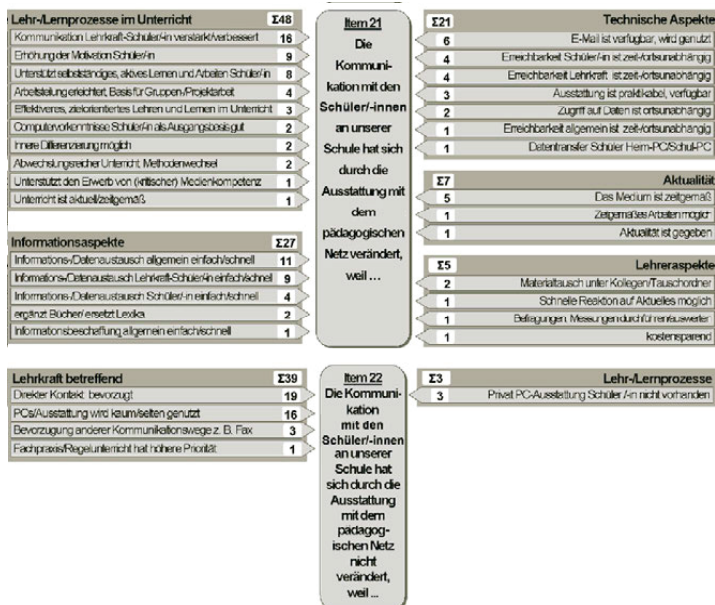 Lehr-/Lernprozesse im Unterricht Σ48
Kommunikation Lehrkraft-Schüler/-in verstärkt/verbessert 16
Erhöhung der Motivation Schüler/-in 9
Unterstützt selbstständiges, aktives Lernen und Arbeiten Schüler/-in 8
Arbeitsteilung erleichtert, Basis für Gruppen-/Projektarbeit 4
Effektiveres, zielorientiertes Lehren und Lernen im Unterricht 3
Computervorkenntnisse Schüler/-in als Ausgangsbasis gut 2
Innere Differenzierung möglich 2
Abwechslungsreicher Unterricht, Methodenwechsel 2
Unterstützt den Erwerb von (kritischer) Medienkompetenz 1
Unterricht ist aktuell/zeitgemäß 1
Informationsaspekte Σ27
Informations-/Datenaustausch allgemein einfach/schnell 11
Informations-/Datenaustausch Lehrkraft-Schüler/-in einfach/schnell 9
Informations-/Datenaustausch Schüler/-in einfach/schnell 4
ergänzt Bücher/ ersetzt Lexika 2
Informationsbeschaffung allgemein einfach/schnell 1
Item 21
Die
Kommuni-
kation mit den
Schüler/-innen
an unserer
Schule hat sich
durch die
Ausstattung mit
dem
pädagogischen
Netz verändert,
weil ...
Σ21 Technische Aspekte
6 E-Mail ist verfügbar, wird genutzt
4 Erreichbarkeit Schüler/-in ist zeit-/ortsunabhängig
4 Erreichbarkeit Lehrkraft ist zeit-/ortsunabhängig
3 Ausstattung ist praktikabel, verfügbar
2 Zugriff auf Daten ist ortsunabhängig
1 Erreichbarkeit allgemein ist zeit-/ortsunabhängig
1 Datentransfer Schüler Heim-PC/Schul-PC
Σ7 Aktualität
5 Das Medium ist zeitgemäß
1 Zeitgemäßes Arbeiten möglich
1 Aktualität ist gegeben
Σ5 Lehreraspekte
2 Materialtausch unter Kollegen/Tauschordner
1 Schnelle Reaktion auf Aktuelles möglich
1 Befragungen, Messungen durchführen/auswerten
1 kostensparend
Lehrkraft betreffend Σ39
Direkter Kontakt bevorzugt 19
PCs/Ausstattung wird kaum/selten genutzt 16
Bevorzugung anderer Kommunikationswege z. B. Fax 3
Fachpraxis/Regelunterricht hat höhere Priorität 1
Item 22
Die Kommuni-
kation
mit den
Schüler/-innen
an unserer
Schule hat
sich durch die
Ausstattung
mit dem
pädagog-
ischen Netz
nicht
verändert,
weil ...
Σ3 Lehr-/Lernprozesse
3 Privat PC-Ausstattung Schüler /-in nicht vorhanden